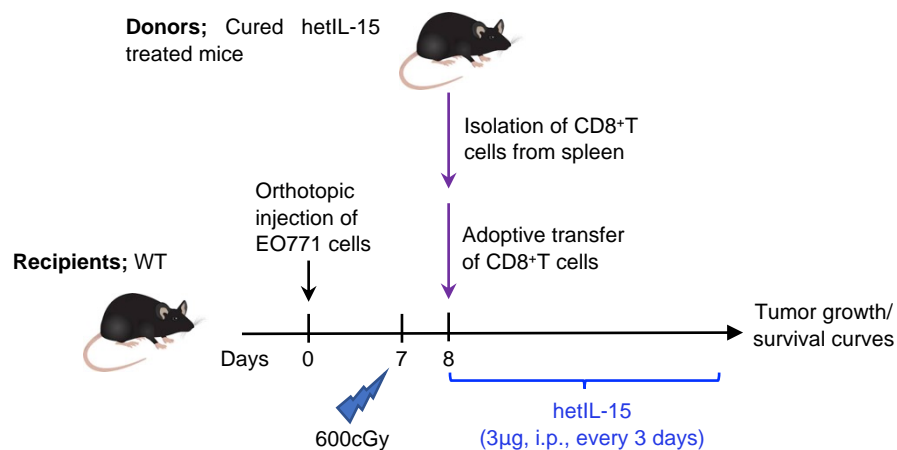 Donors; Cured hetIL-15
treated mice
Isolation of CD8⁺T
cells from spleen
Orthotopic
injection of
EO771 cells
Adoptive transfer
of CD8⁺T cells
Recipients; WT
Tumor growth/
survival curves
Days 0 7 8
600cGy
hetIL-15
(3µg, i.p., every 3 days)